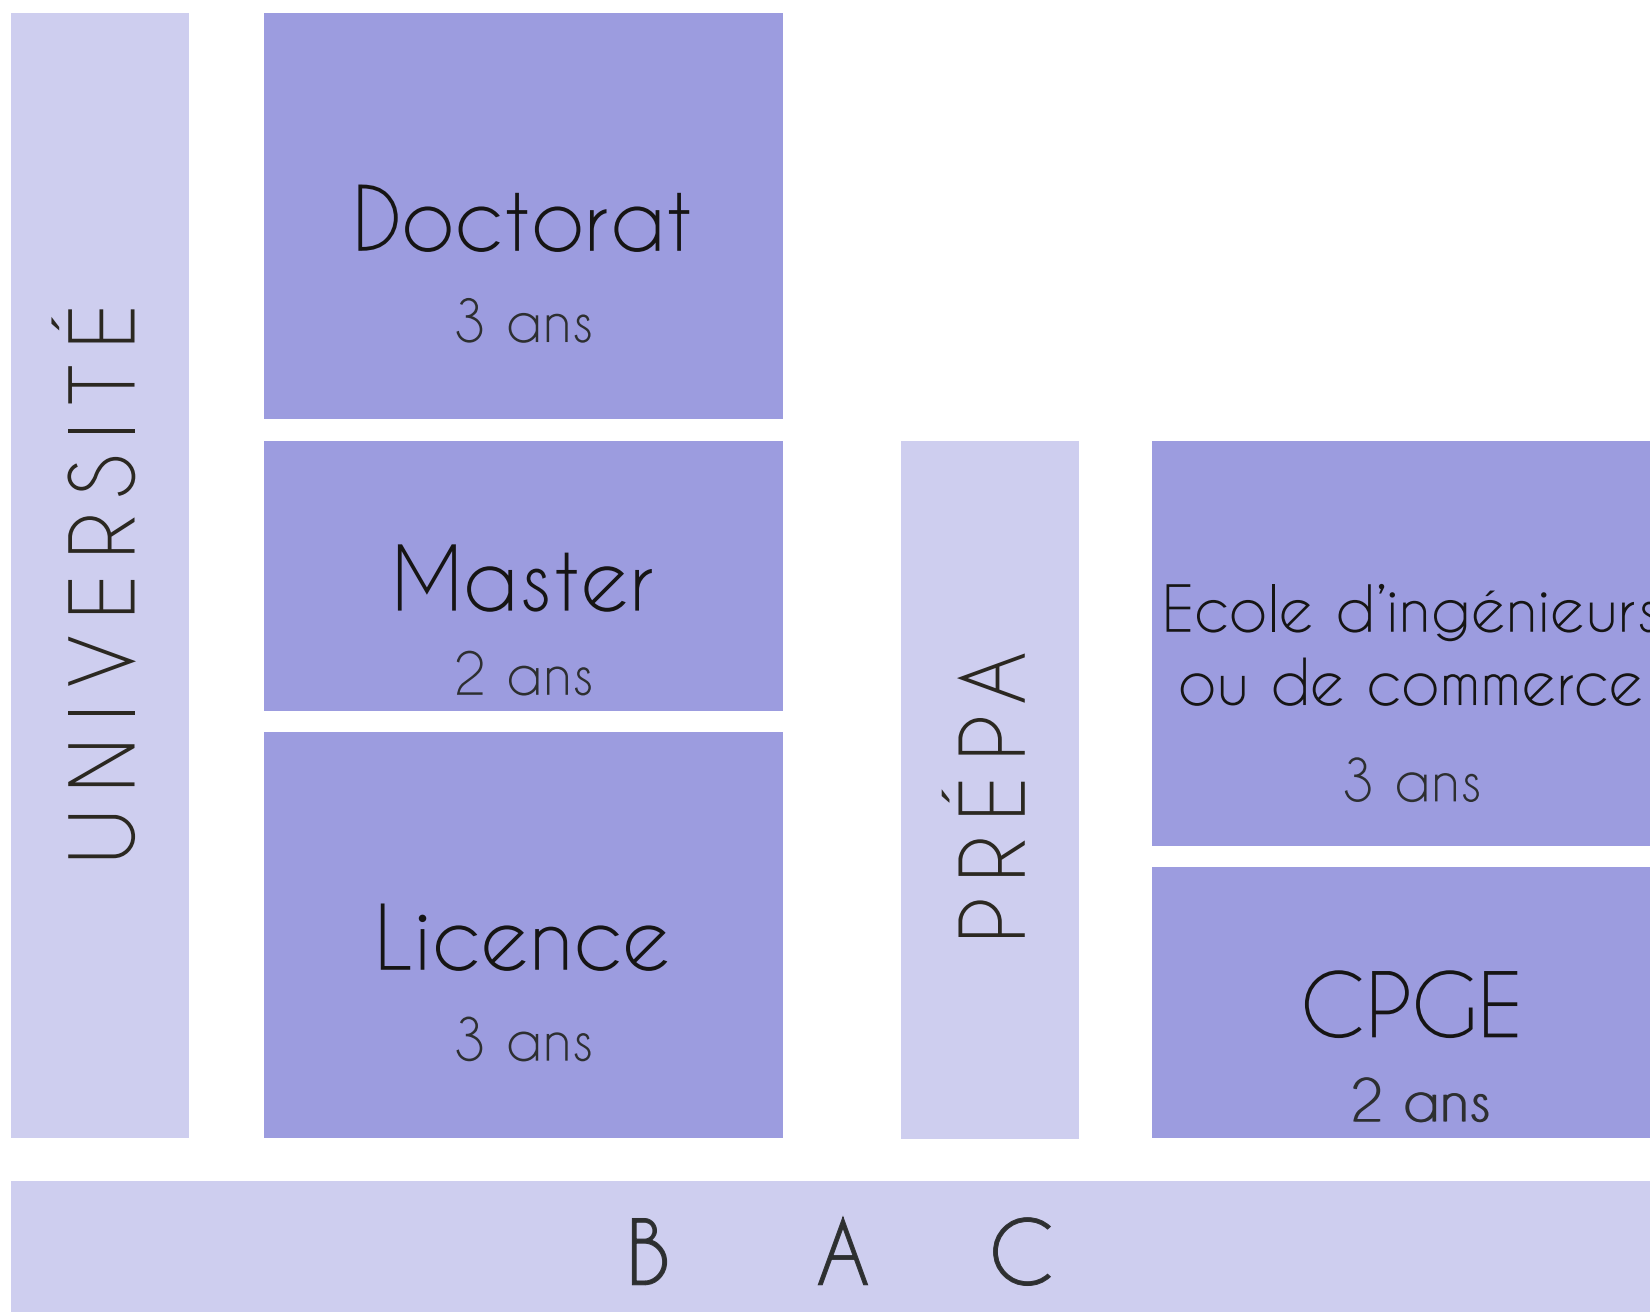 UNIVERSITÉ
Doctorat
3 ans
Master
2 ans
Licence
3 ans
PRÉPA
Ecole d'ingénieurs
ou de commerce
3 ans
CPGE
2 ans
BAC